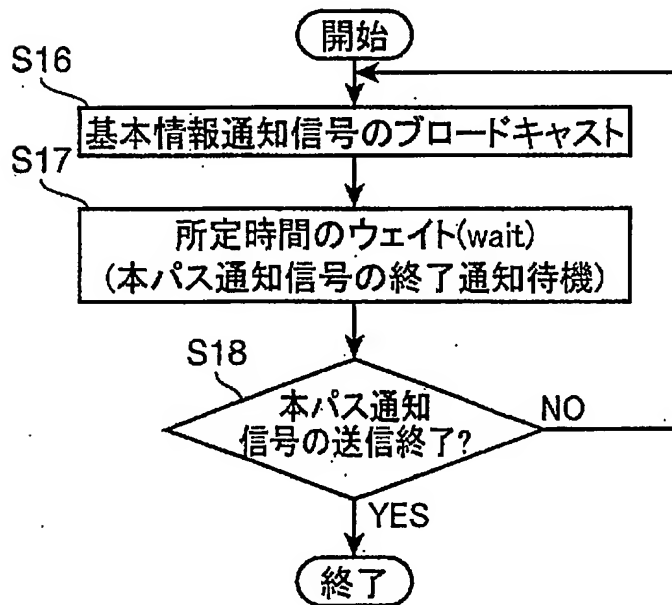 開始
S16
基本情報通知信号のブロードキャスト
S17
所定時間のウェイト(wait)
(本パス通知信号の終了通知待機)
S18
本パス通知
信号の送信終了?
NO
YES
終了